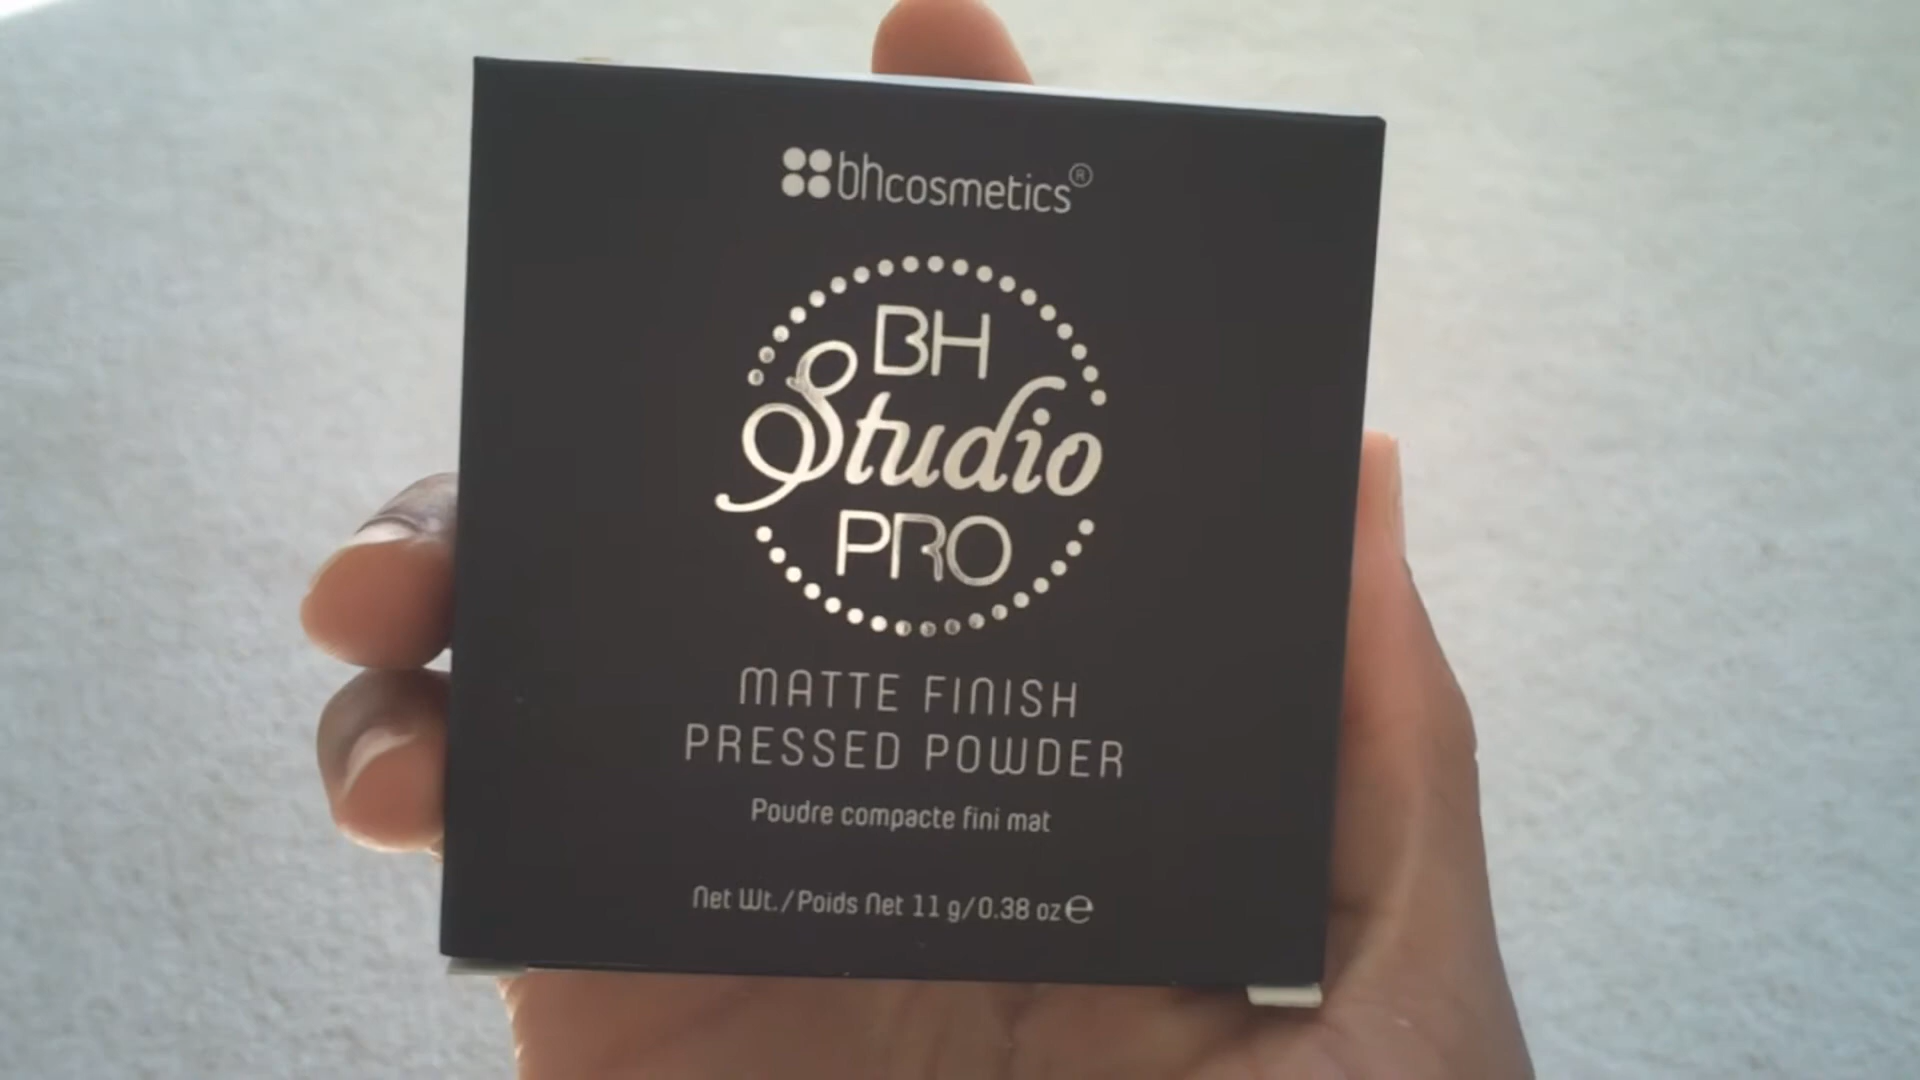 bhcosmetics®
BH
Studio
PRO
MATTE FINISH
PRESSED POWDER
Poudre compacte fini mat
Net Wt./Poids Net 11 g/0.38 oz ℮